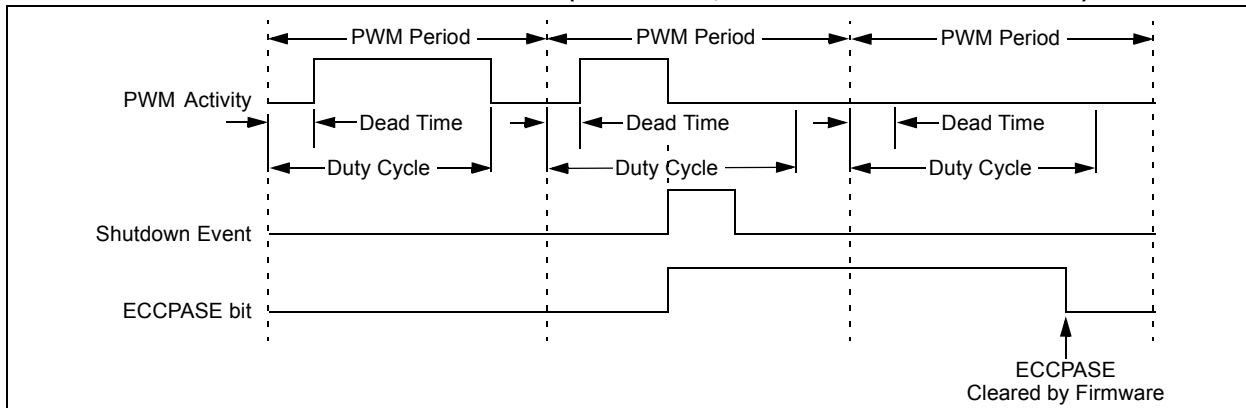 PWM Period PWM Period PWM Period
PWM Activity
Dead Time Dead Time Dead Time
Duty Cycle Duty Cycle Duty Cycle
Shutdown Event
ECCPASE bit
ECCPASE
Cleared by Firmware